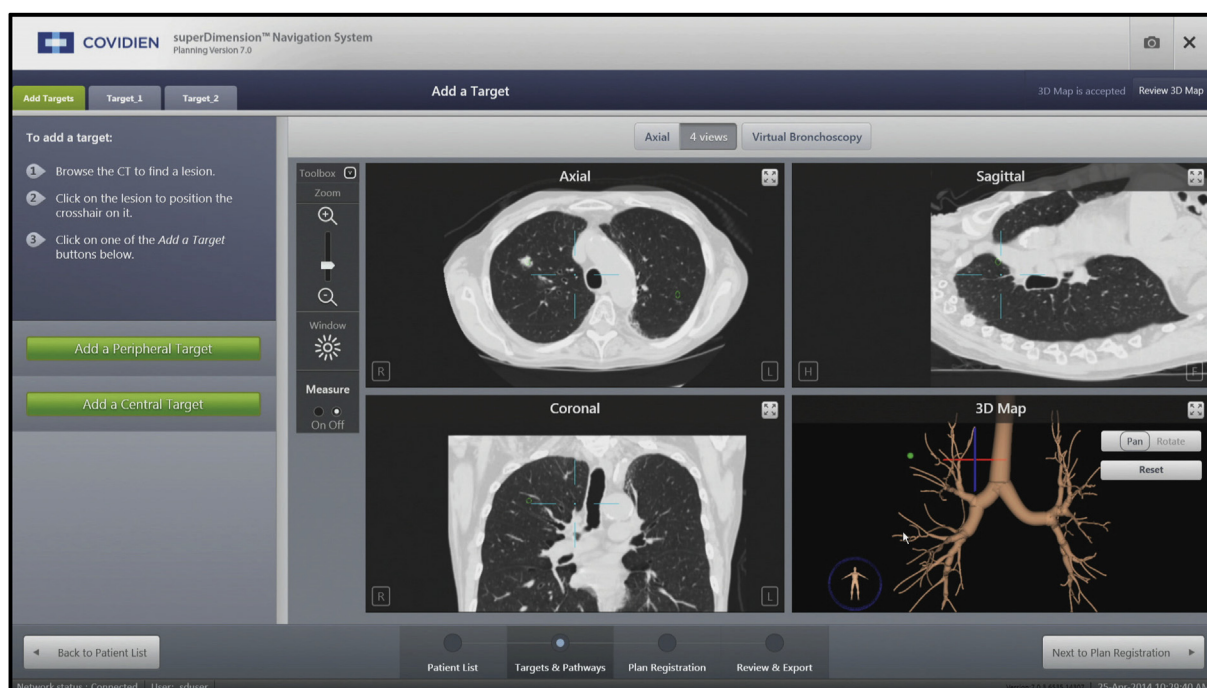 COVIDIEN
superDimension™ Navigation System
Planning Version 7.0
Add Targets
Target_1
Target_2
Add a Target
3D Map is accepted
Review 3D Map
To add a target:
1 Browse the CT to find a lesion.
2 Click on the lesion to position the
crosshair on it.
3 Click on one of the Add a Target
buttons below.
Add a Peripheral Target
Add a Central Target
Axial
4 views
Virtual Bronchoscopy
Toolbox
Zoom
Window
Measure
On Off
Axial
R
L
Sagittal
H
F
Coronal
R
L
3D Map
Pan
Rotate
Reset
Back to Patient List
Patient List
Targets & Pathways
Plan Registration
Review & Export
Next to Plan Registration
Network status : Connected
User: sduser
25-Apr-2014 10:29:40 AM